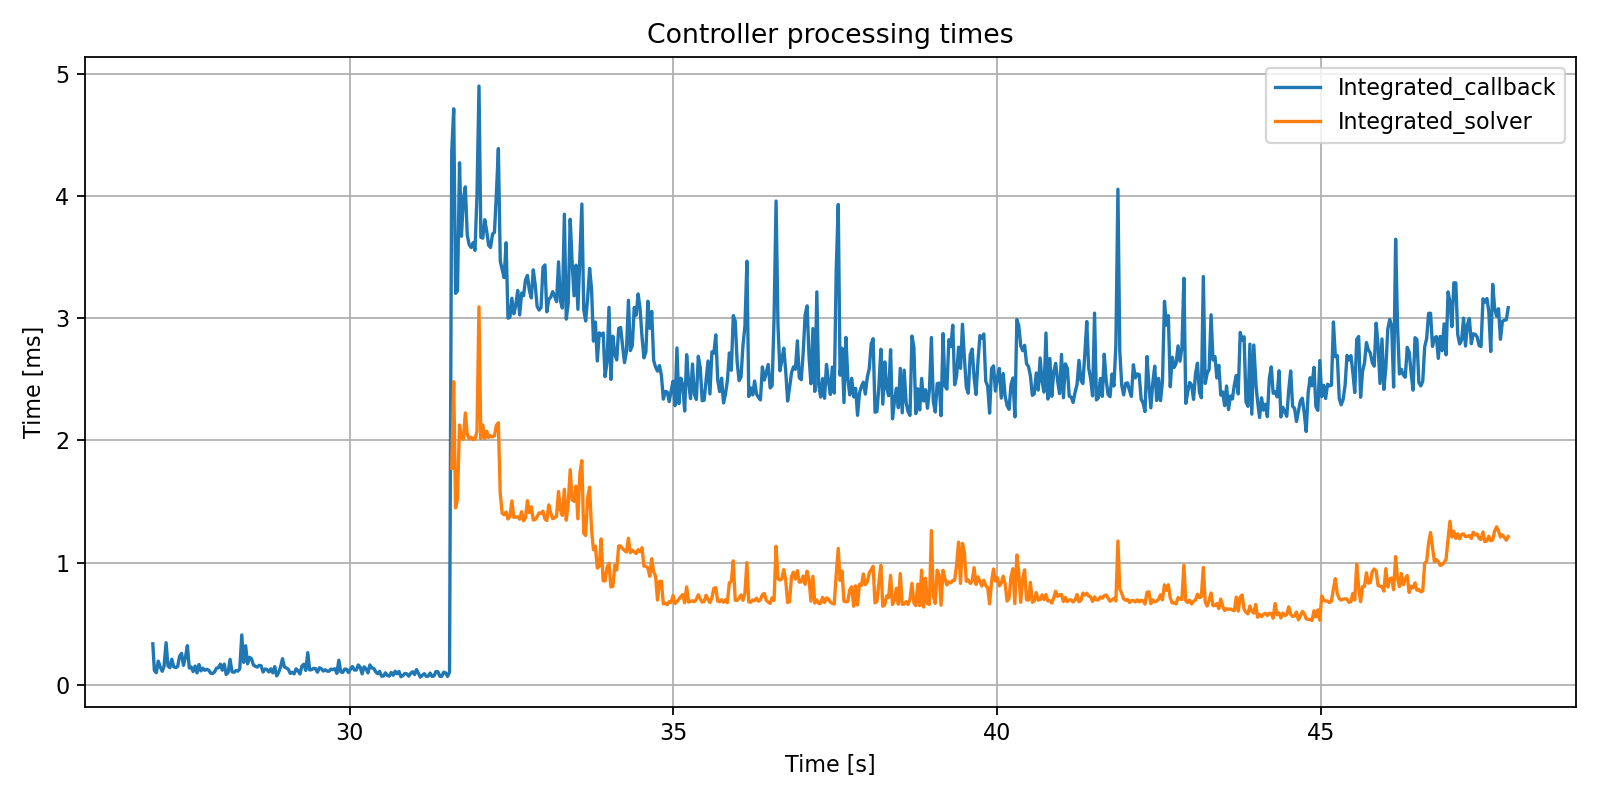 Controller processing times
Integrated_callback
Integrated_solver
Time [ms]
5
4
3
2
1
0
30
35
40
45
Time [s]